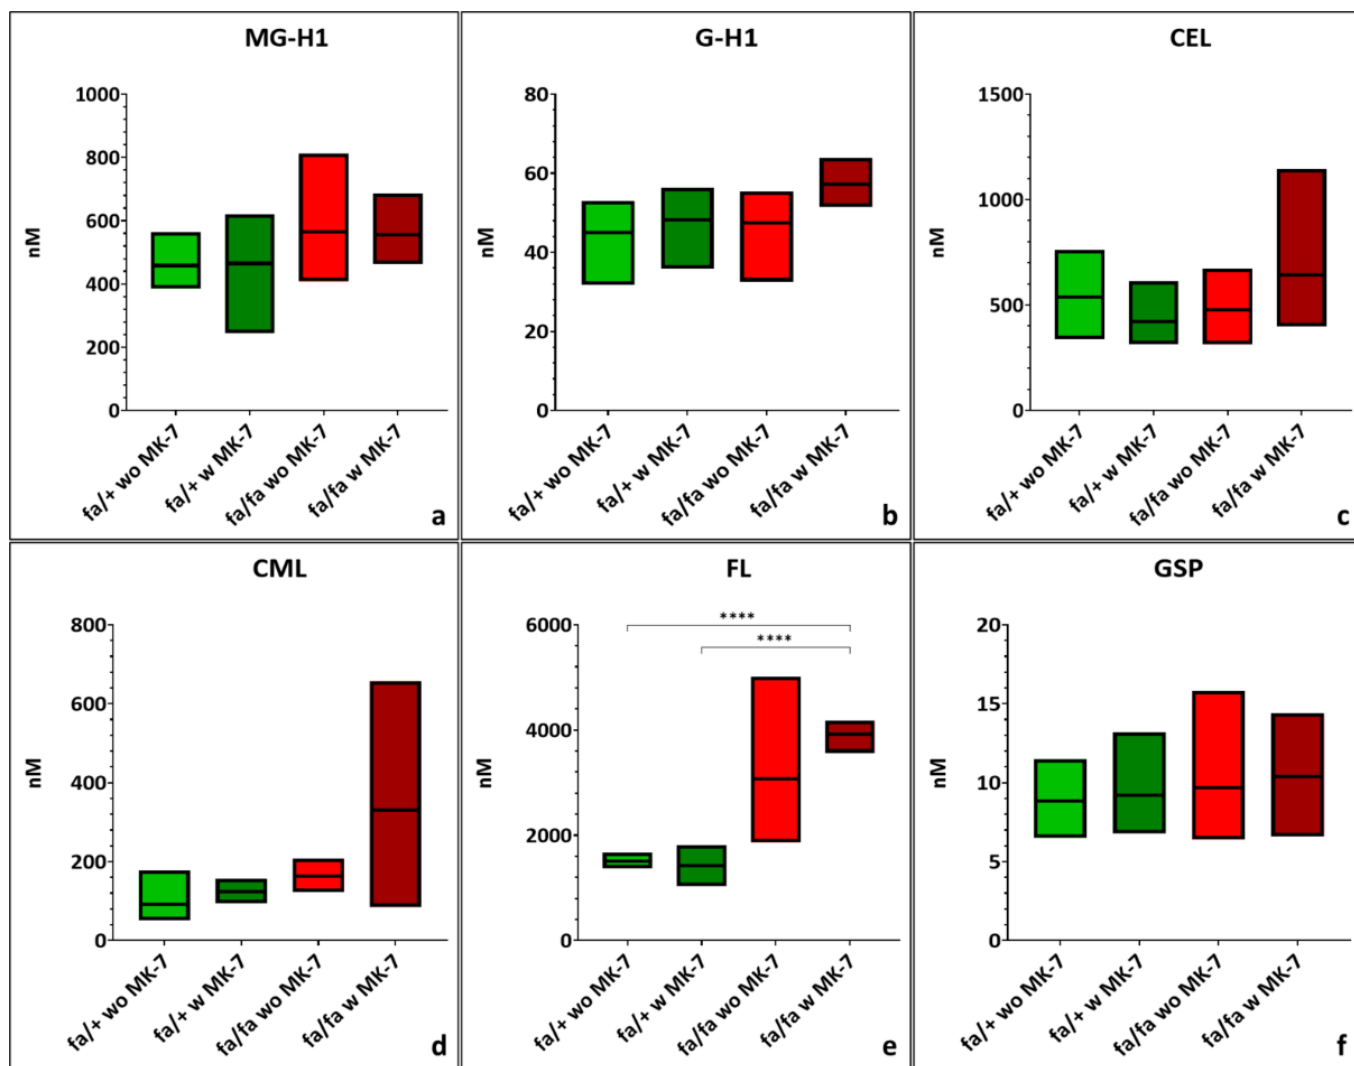 MG-H1
1000
800
600
400
200
0
nM
fa/+ wo MK-7
fa/+ w MK-7
fa/fa wo MK-7
fa/fa w MK-7
a
G-H1
80
60
40
20
0
nM
fa/+ wo MK-7
fa/+ w MK-7
fa/fa wo MK-7
fa/fa w MK-7
b
CEL
1500
1000
500
0
nM
fa/+ wo MK-7
fa/+ w MK-7
fa/fa wo MK-7
fa/fa w MK-7
c
CML
800
600
400
200
0
nM
fa/+ wo MK-7
fa/+ w MK-7
fa/fa wo MK-7
fa/fa w MK-7
d
FL
6000
4000
2000
0
nM
****
****
fa/+ wo MK-7
fa/+ w MK-7
fa/fa wo MK-7
fa/fa w MK-7
e
GSP
20
15
10
5
0
nM
fa/+ wo MK-7
fa/+ w MK-7
fa/fa wo MK-7
fa/fa w MK-7
f